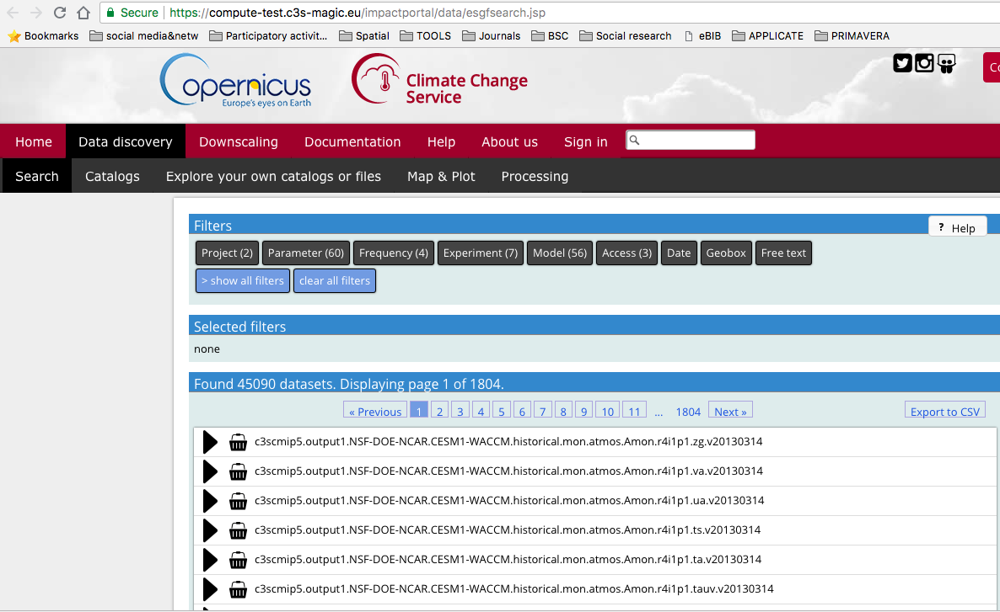 Secure https://compute-test.c3s-magic.eu/impactportal/data/esgfsearch.jsp
Bookmarks social media&netw Participatory activit... Spatial TOOLS Journals BSC Social research eBIB APPLICATE PRIMAVERA
opernicus
Europe's eyes on Earth
Climate Change
Service
Co
Home Data discovery Downscaling Documentation Help About us Sign in
Search Catalogs Explore your own catalogs or files Map & Plot Processing
Filters
? Help
Project (2) Parameter (60) Frequency (4) Experiment (7) Model (56) Access (3) Date Geobox Free text
> show all filters clear all filters
Selected filters
none
Found 45090 datasets. Displaying page 1 of 1804.
« Previous 1 2 3 4 5 6 7 8 9 10 11 ... 1804 Next » Export to CSV
c3scmip5.output1.NSF-DOE-NCAR.CESM1-WACCM.historical.mon.atmos.Amon.r4i1p1.zg.v20130314
c3scmip5.output1.NSF-DOE-NCAR.CESM1-WACCM.historical.mon.atmos.Amon.r4i1p1.va.v20130314
c3scmip5.output1.NSF-DOE-NCAR.CESM1-WACCM.historical.mon.atmos.Amon.r4i1p1.ua.v20130314
c3scmip5.output1.NSF-DOE-NCAR.CESM1-WACCM.historical.mon.atmos.Amon.r4i1p1.ts.v20130314
c3scmip5.output1.NSF-DOE-NCAR.CESM1-WACCM.historical.mon.atmos.Amon.r4i1p1.ta.v20130314
c3scmip5.output1.NSF-DOE-NCAR.CESM1-WACCM.historical.mon.atmos.Amon.r4i1p1.tauv.v20130314